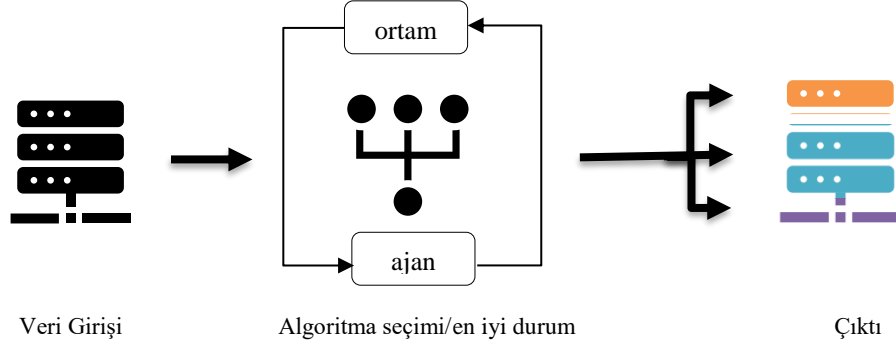 ortam
ajan
Veri Girişi
Algoritma seçimi/en iyi durum
Çıktı